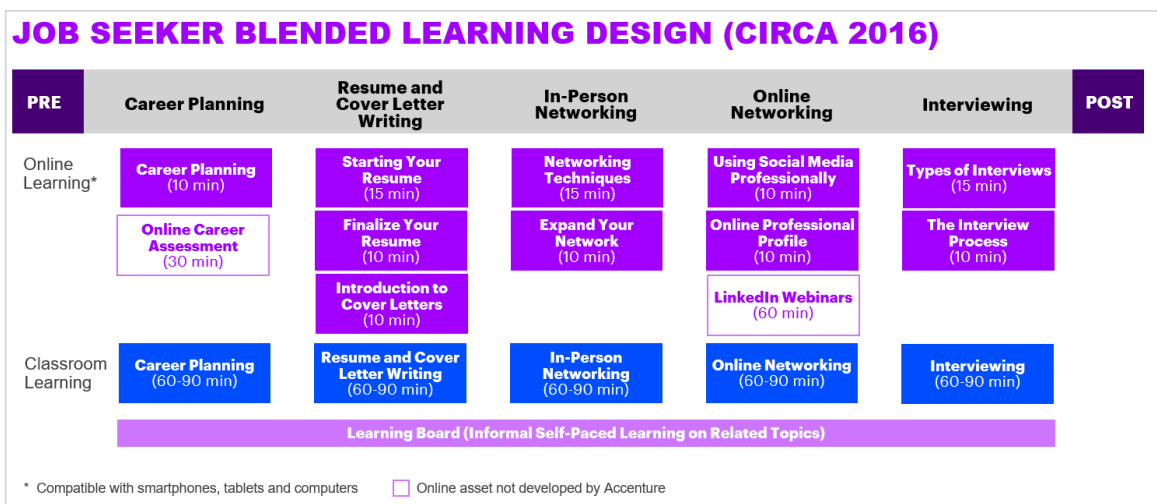 JOB SEEKER BLENDED LEARNING DESIGN (CIRCA 2016)
PRE
Career Planning
Resume and
Cover Letter
Writing
In-Person
Networking
Online
Networking
Interviewing
POST
Online
Learning*
Career Planning
(10 min)
Starting Your
Resume
(15 min)
Networking
Techniques
(15 min)
Using Social Media
Professionally
(10 min)
Types of Interviews
(15 min)
Online Career
Assessment
(30 min)
Finalize Your
Resume
(10 min)
Expand Your
Network
(10 min)
Online Professional
Profile
(10 min)
The Interview
Process
(10 min)
Introduction to
Cover Letters
(10 min)
LinkedIn Webinars
(60 min)
Classroom
Learning
Career Planning
(60-90 min)
Resume and Cover
Letter Writing
(60-90 min)
In-Person
Networking
(60-90 min)
Online Networking
(60-90 min)
Interviewing
(60-90 min)
Learning Board (Informal Self-Paced Learning on Related Topics)
* Compatible with smartphones, tablets and computers
Online asset not developed by Accenture